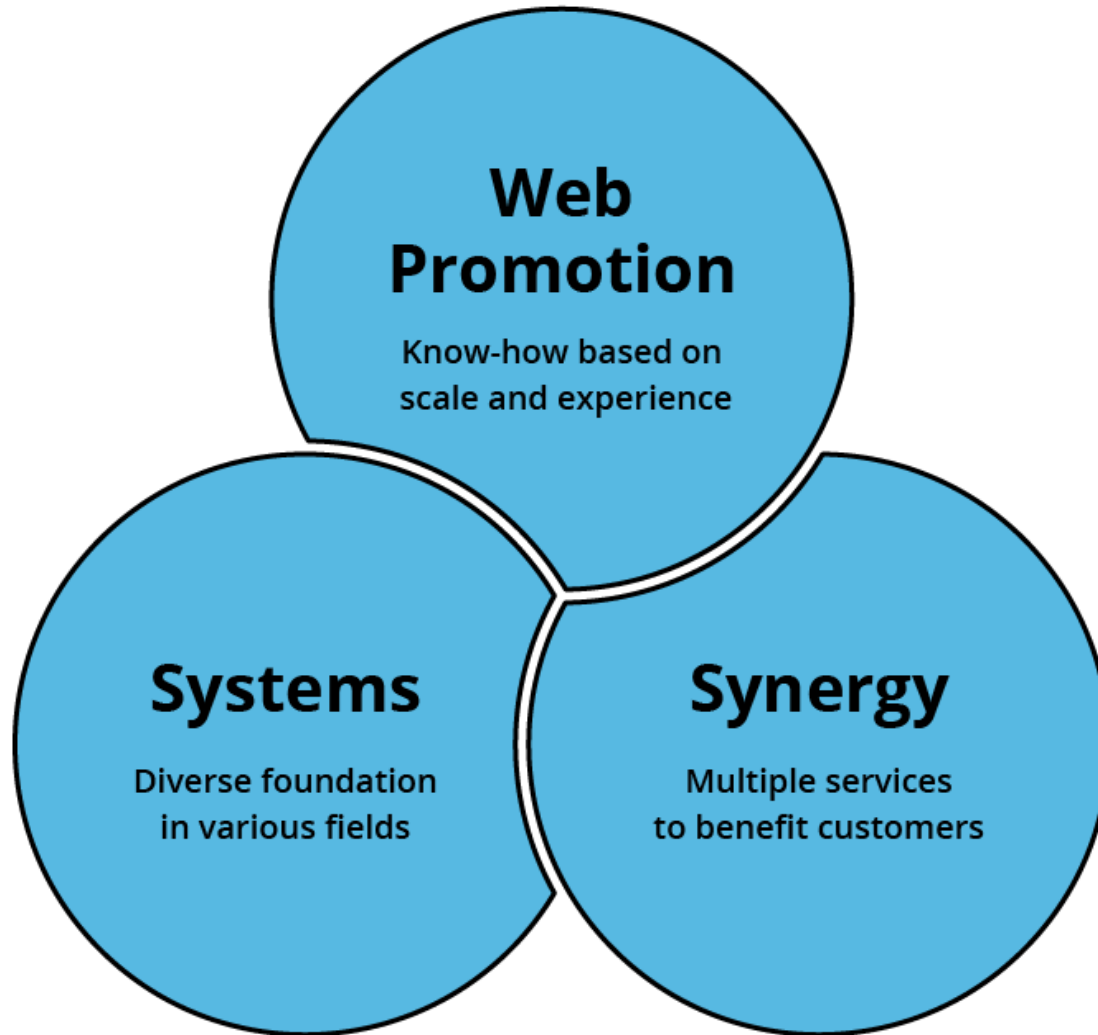 Web
Promotion
Know-how based on
scale and experience
Systems
Diverse foundation
in various fields
Synergy
Multiple services
to benefit customers